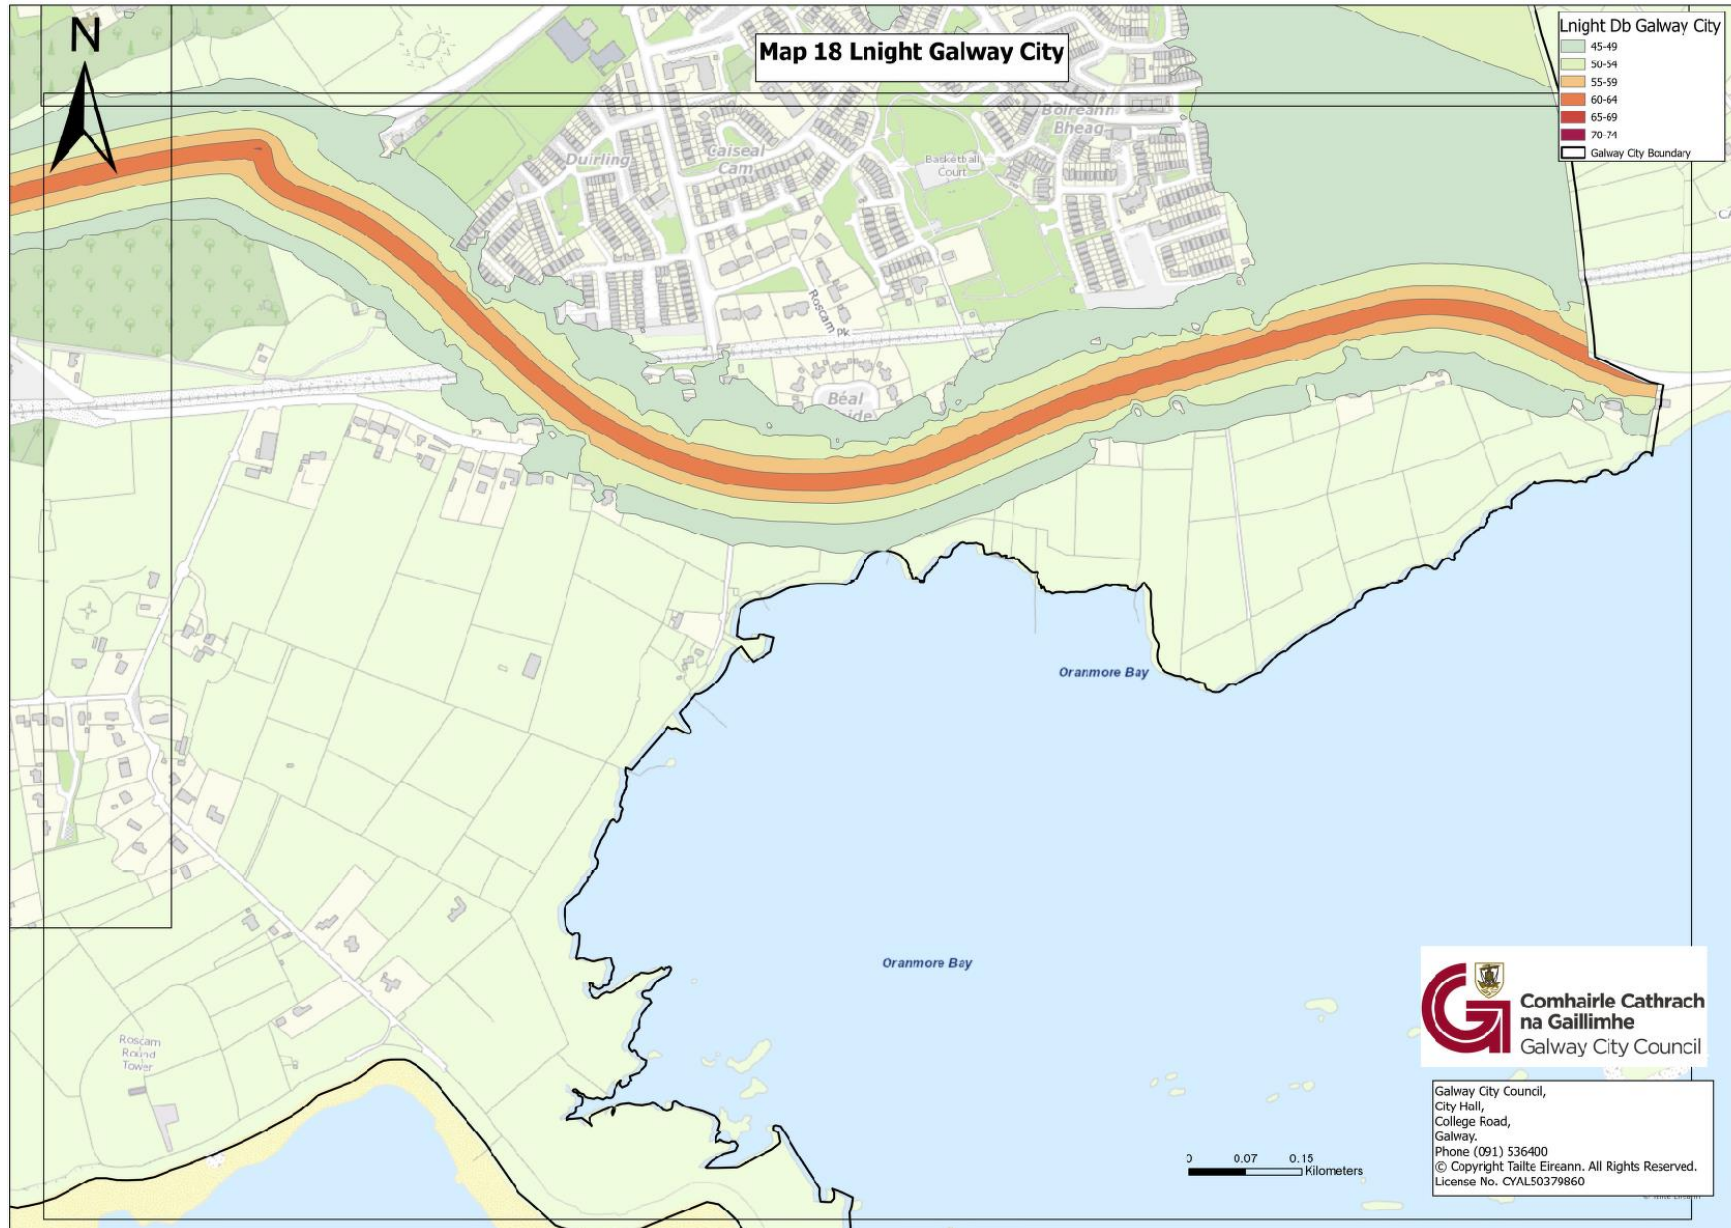 N
Map 18 Lnight Galway City
Lnight Db Galway City
45-49
50-54
55-59
60-64
65-69
70-74
Galway City Boundary
Duirling
Caiseal
Cam
Boireann
Bheag
Basketball
Court
Roscam Pk
Béal
Oranmore Bay
Oranmore Bay
Roscam
Round
Tower
Comhairle Cathrach
na Gaillimhe
Galway City Council
Galway City Council,
City Hall,
College Road,
Galway.
Phone (091) 536400
© Copyright Tailte Eireann. All Rights Reserved.
License No. CYAL50379860
0 0.07 0.15
Kilometers